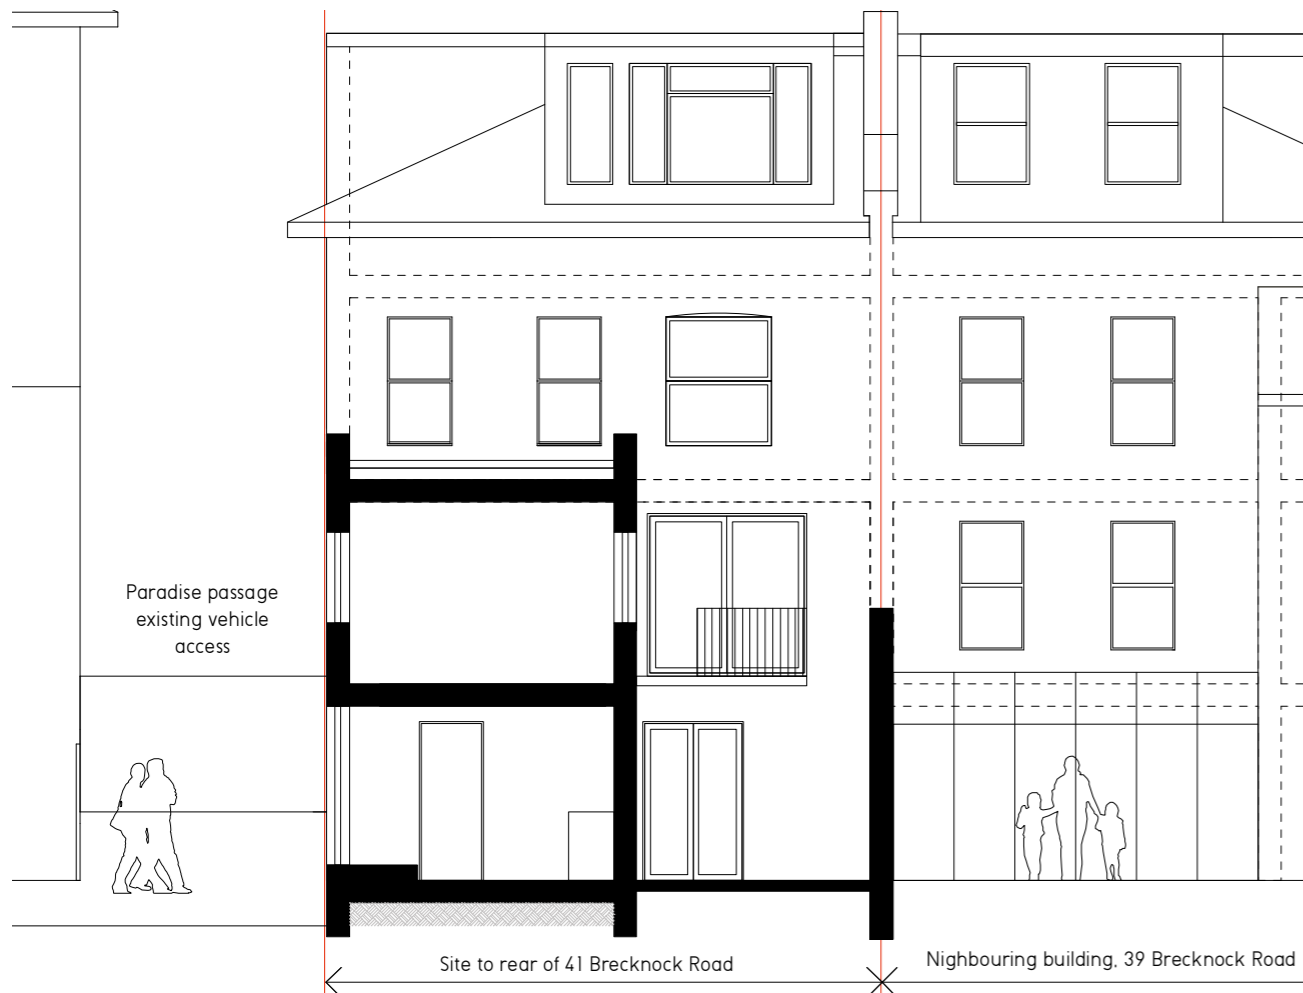 Paradise passage
existing vehicle
access
Site to rear of 41 Brecknock Road
Nighbouring building, 39 Brecknock Road